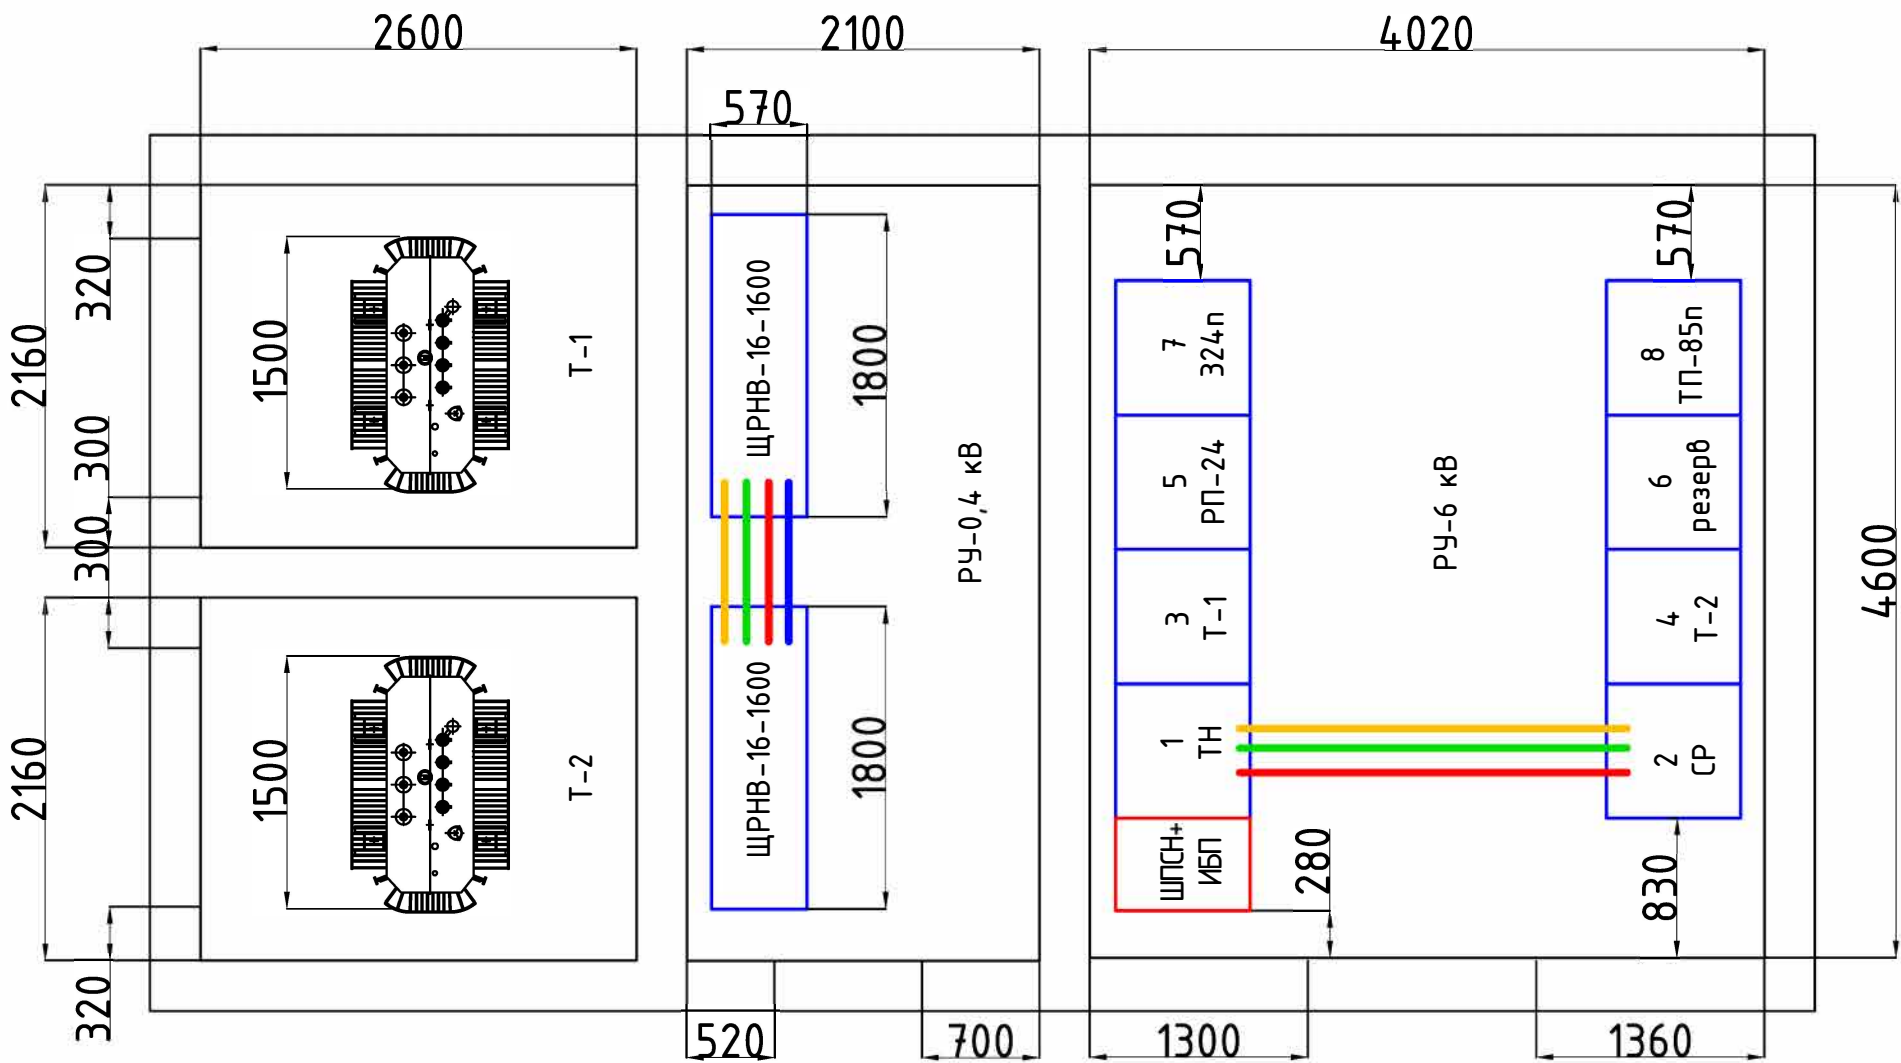 2600
2100
4020
570
320
2160
300
300
1500
Т-1
ЩРНВ-16-1600
1800
РУ-0,4 кВ
570
570
7
324п
8
ТП-85п
5
РП-24
6
резерв
РУ-6 кВ
3
Т-1
4
Т-2
4600
2160
1500
Т-2
ЩРНВ-16-1600
1800
1
ТН
2
СР
ШПСН+
ИБП
280
830
320
520
700
1300
1360